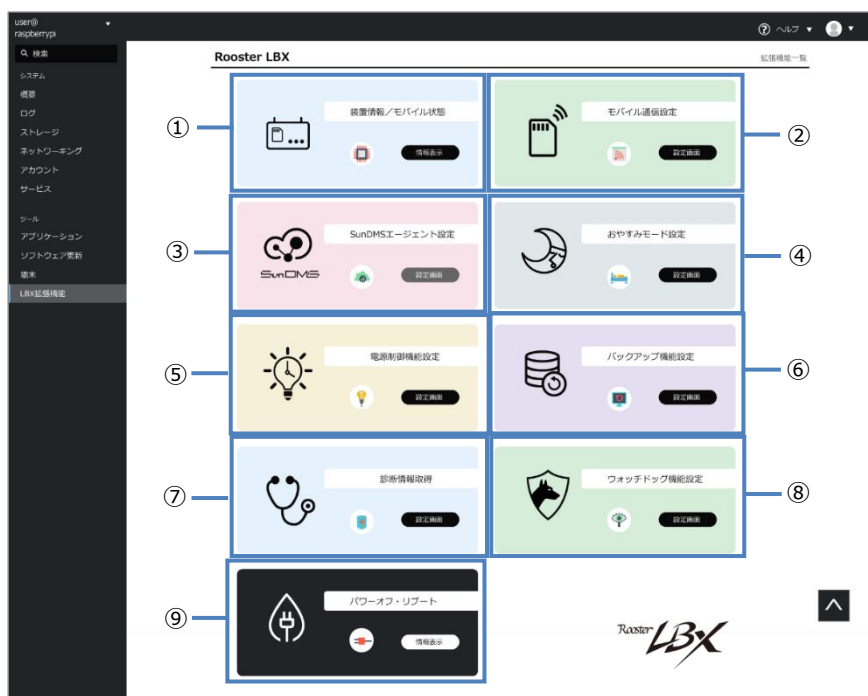 user@
raspberrypi
ヘルプ
検索
システム
概要
ログ
ストレージ
ネットワーキング
アカウント
サービス
ツール
アプリケーション
ソフトウェア更新
端末
LBX拡張機能
Rooster LBX
拡張機能一覧
①
装置情報／モバイル状態
情報表示
モバイル通信設定
設定画面
②
③
SunDMS
SunDMSエージェント設定
設定画面
おやすみモード設定
設定画面
④
⑤
電源制御機能設定
設定画面
バックアップ機能設定
設定画面
⑥
⑦
診断情報取得
設定画面
ウォッチドッグ機能設定
設定画面
⑧
⑨
パワーオフ・リブート
情報表示
Rooster LBX